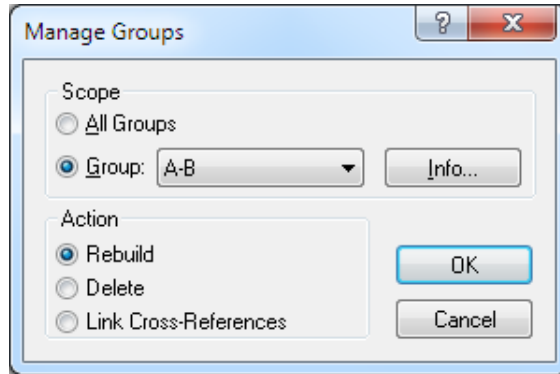 Manage Groups
?
Scope
All Groups
Group: A-B Info...
Action
Rebuild
Delete
Link Cross-References
OK
Cancel